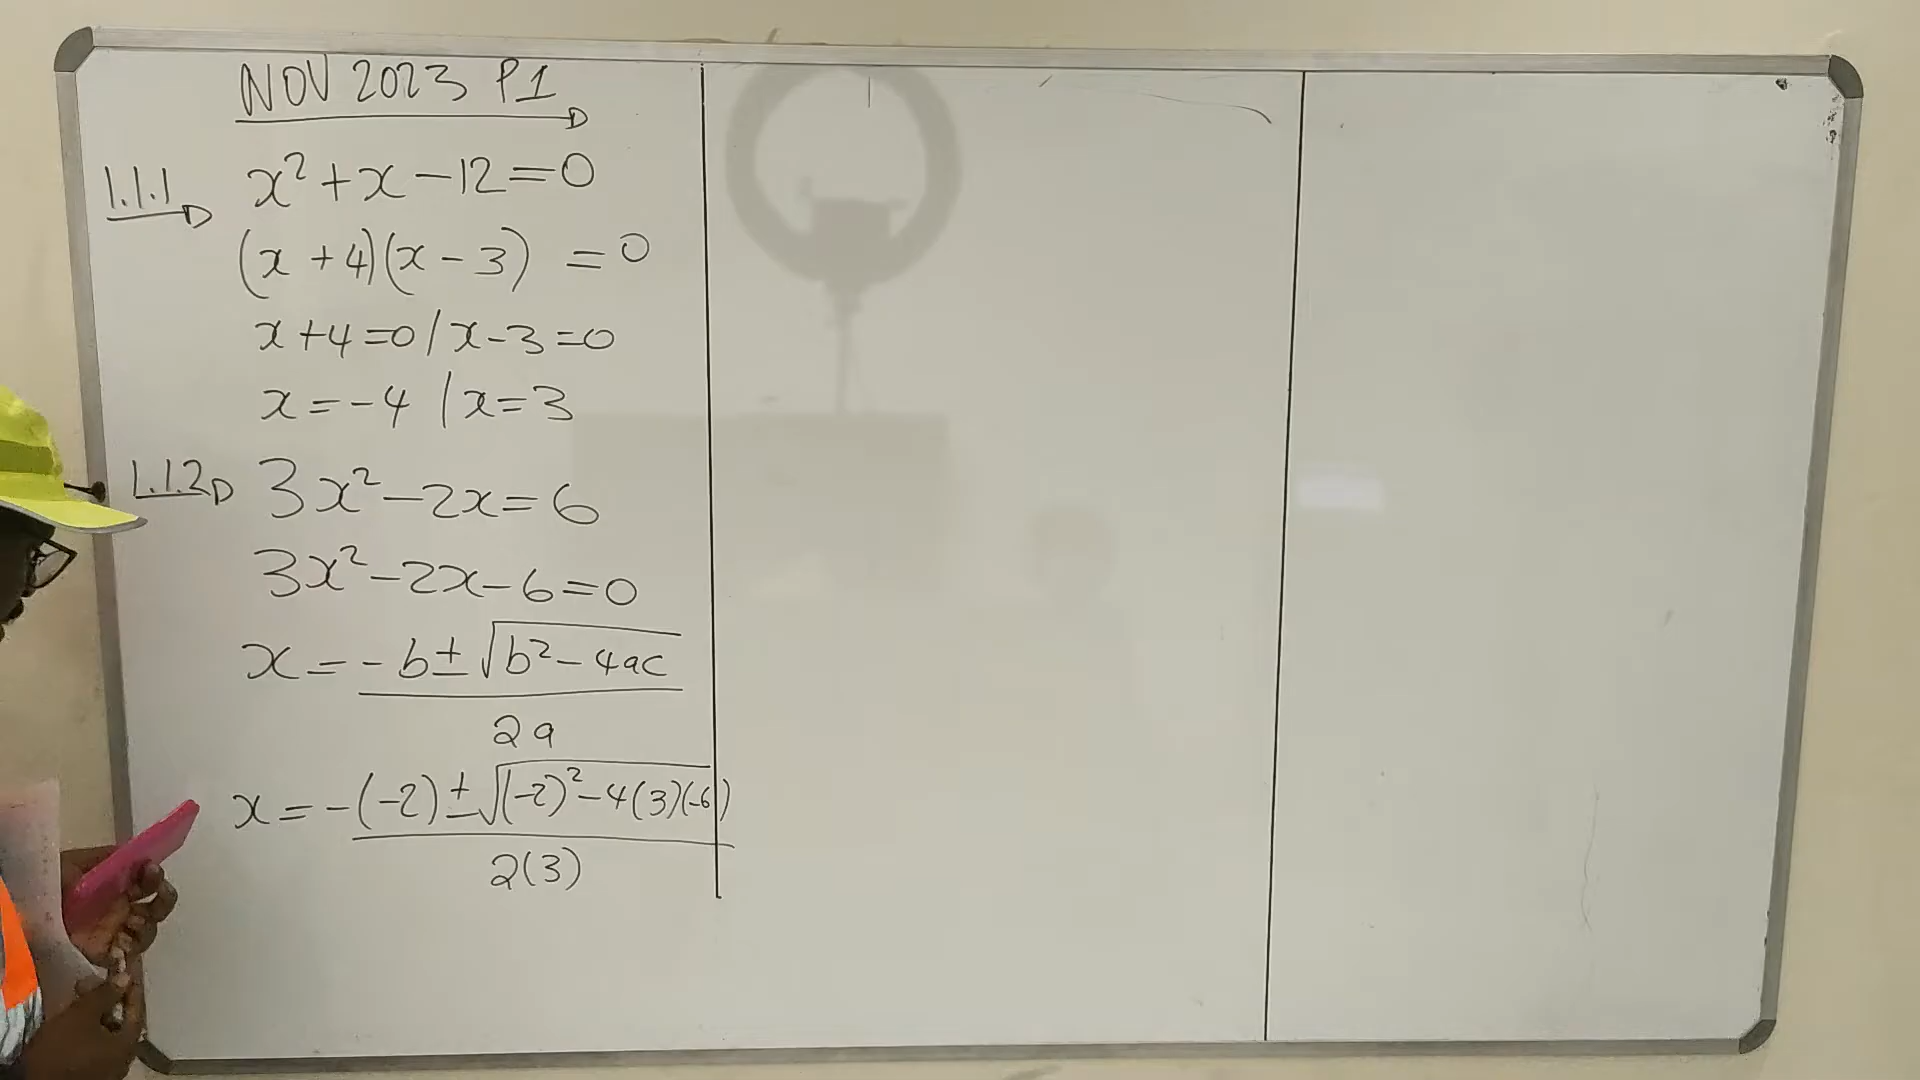 NOV 2023 P1
1.1.1 x² + x - 12 = 0
(x + 4)(x - 3) = 0
x + 4 = 0 / x - 3 = 0
x = -4 / x = 3
1.1.2 3x² - 2x = 6
3x² - 2x - 6 = 0
x = -b ± √b² - 4ac
2a
x = -(-2) ± √(-2)² - 4(3)(-6)
2(3)